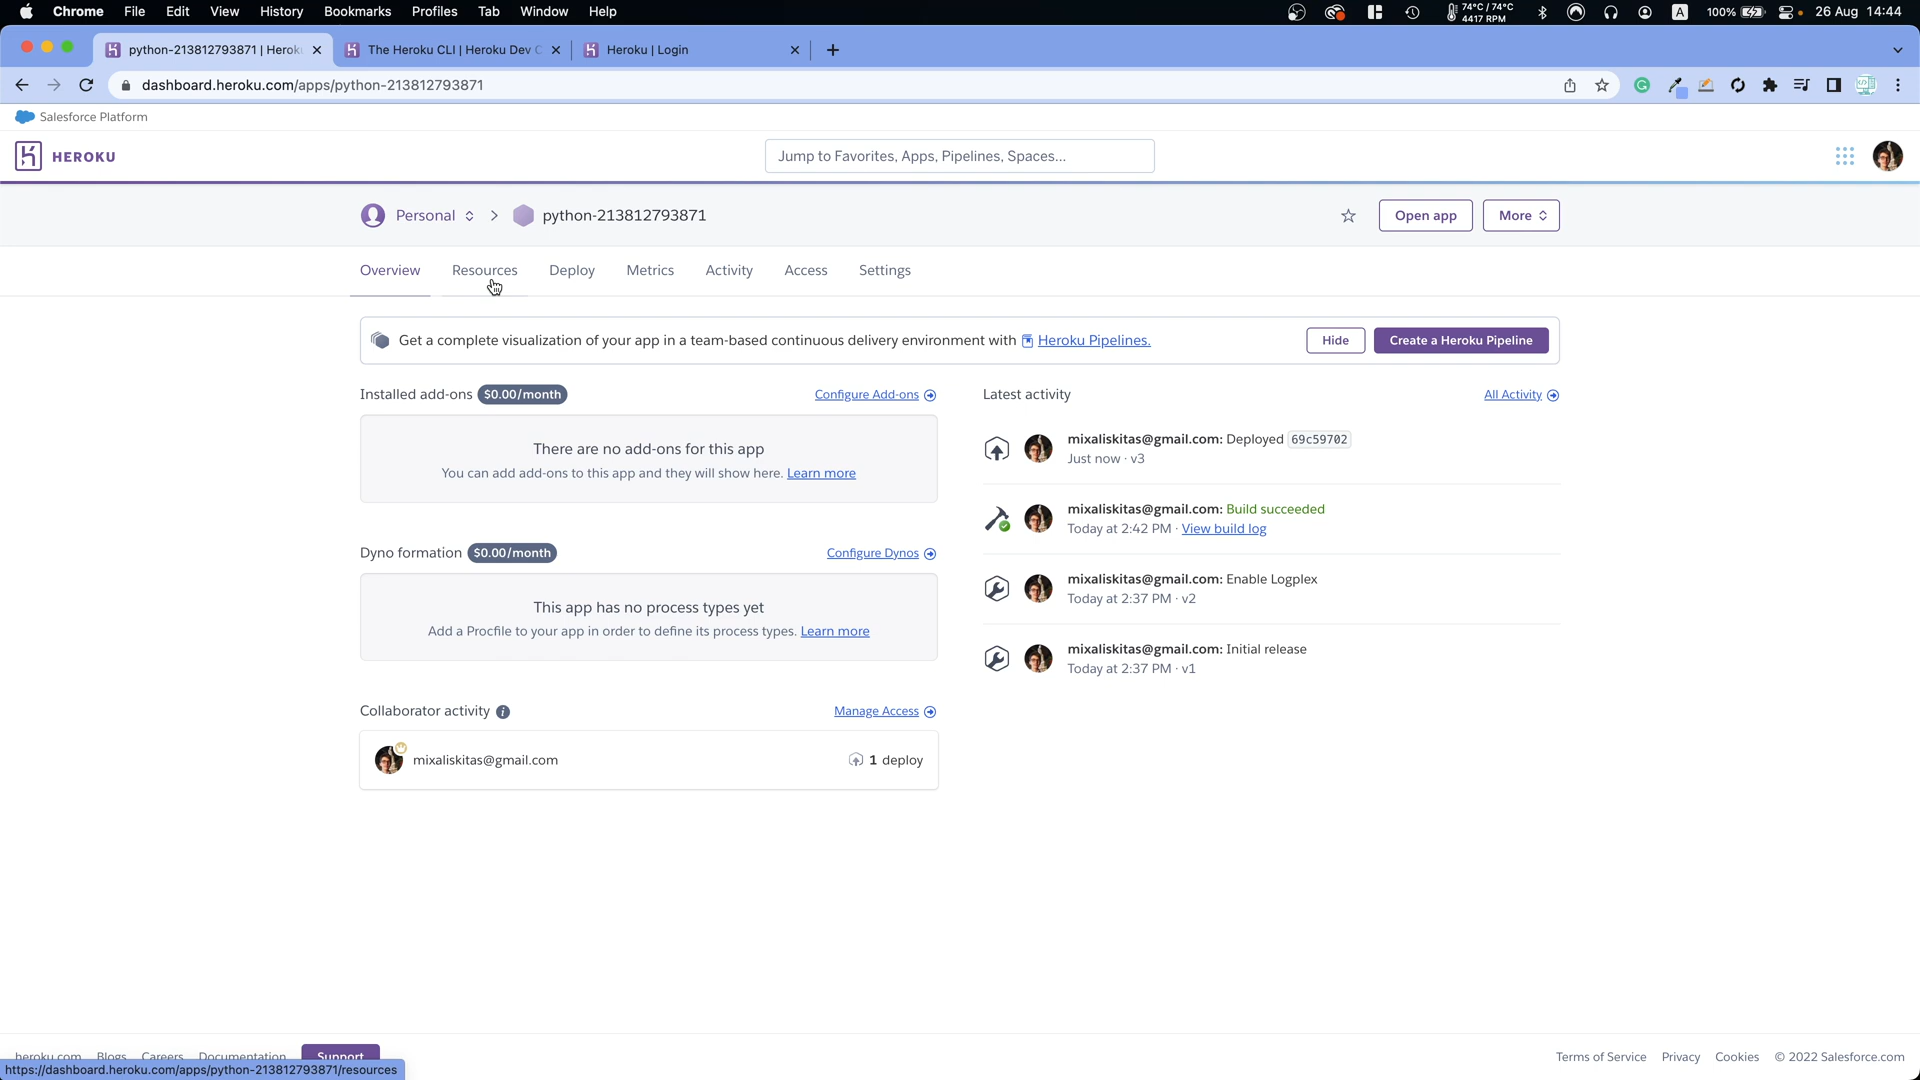 Chrome File Edit View History Bookmarks Profiles Tab Window Help 74°C / 74°C 4417 RPM A 100% 26 Aug 14:44
python-213812793871 | Herok The Heroku CLI | Heroku Dev C Heroku | Login
dashboard.heroku.com/apps/python-213812793871
Salesforce Platform
HEROKU Jump to Favorites, Apps, Pipelines, Spaces...
Personal python-213812793871 Open app More
Overview Resources Deploy Metrics Activity Access Settings
Get a complete visualization of your app in a team-based continuous delivery environment with Heroku Pipelines. Hide Create a Heroku Pipeline
Installed add-ons $0.00/month Configure Add-ons
There are no add-ons for this app
You can add add-ons to this app and they will show here. Learn more
Dyno formation $0.00/month Configure Dynos
This app has no process types yet
Add a Procfile to your app in order to define its process types. Learn more
Collaborator activity Manage Access
mixaliskitas@gmail.com 1 deploy
Latest activity All Activity
mixaliskitas@gmail.com: Deployed 69c59702
Just now · v3
mixaliskitas@gmail.com: Build succeeded
Today at 2:42 PM · View build log
mixaliskitas@gmail.com: Enable Logplex
Today at 2:37 PM · v2
mixaliskitas@gmail.com: Initial release
Today at 2:37 PM · v1
heroku.com Blogs Careers Documentation Support Terms of Service Privacy Cookies © 2022 Salesforce.com
https://dashboard.heroku.com/apps/python-213812793871/resources